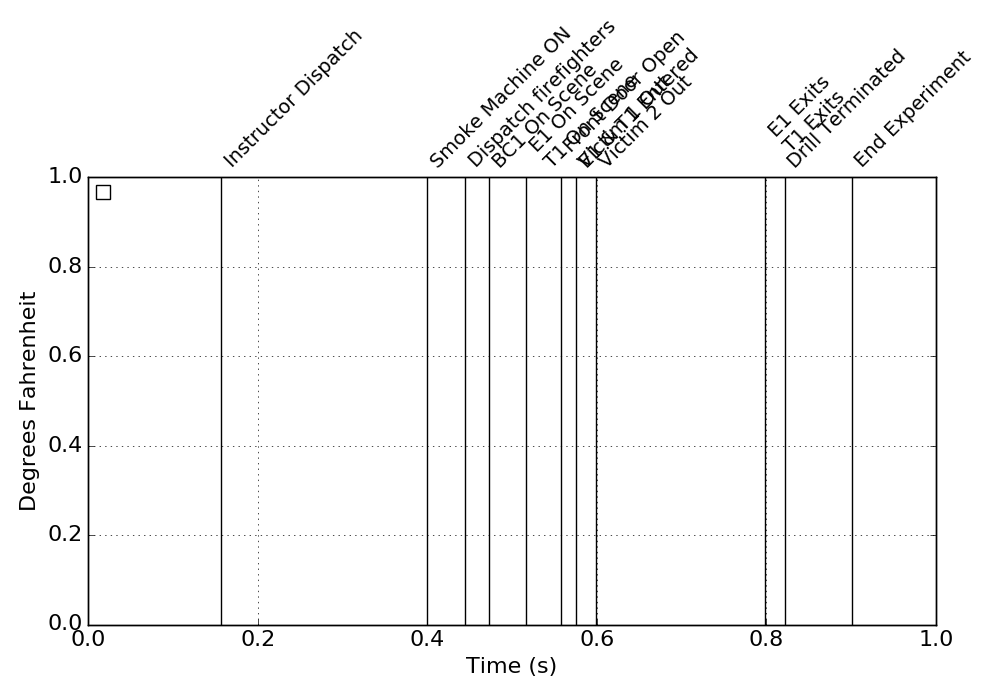 Instructor Dispatch
Smoke Machine ON
Dispatch firefighters
BC1 On Scene
E1 On Scene
T1 On Scene
Front Door Open
Victim 1 Out
E1 & T1 Entered
Victim 2 Out
E1 Exits
T1 Exits
Drill Terminated
End Experiment
1.0
0.8
0.6
0.4
0.2
0.0
Degrees Fahrenheit
0.0 0.2 0.4 0.6 0.8 1.0
Time (s)